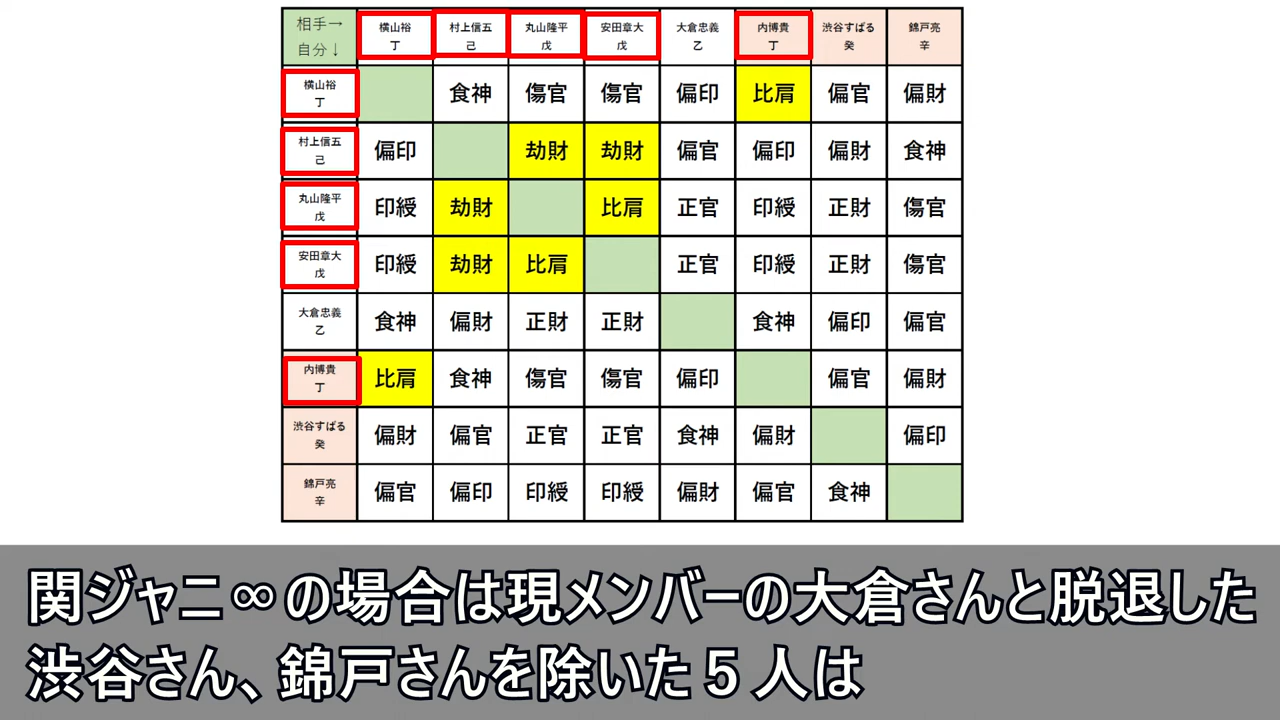 相手→
自分↓
横山裕
丁
村上信五
己
丸山隆平
戊
安田章大
戊
大倉忠義
乙
内博貴
丁
渋谷すばる
癸
錦戸亮
辛
横山裕
丁
食神 傷官 傷官 偏印 比肩 偏官 偏財
村上信五
己
偏印 劫財 劫財 偏官 偏印 偏財 食神
丸山隆平
戊
印綬 劫財 比肩 正官 印綬 正財 傷官
安田章大
戊
印綬 劫財 比肩 正官 印綬 正財 傷官
大倉忠義
乙
食神 偏財 正財 正財 食神 偏印 偏官
内博貴
丁
比肩 食神 傷官 傷官 偏印 偏官 偏財
渋谷すばる
癸
偏財 偏官 正官 正官 食神 偏財 偏印
錦戸亮
辛
偏官 偏印 印綬 印綬 偏財 偏官 食神
関ジャニ∞の場合は現メンバーの大倉さんと脱退した
渋谷さん、錦戸さんを除いた5人は